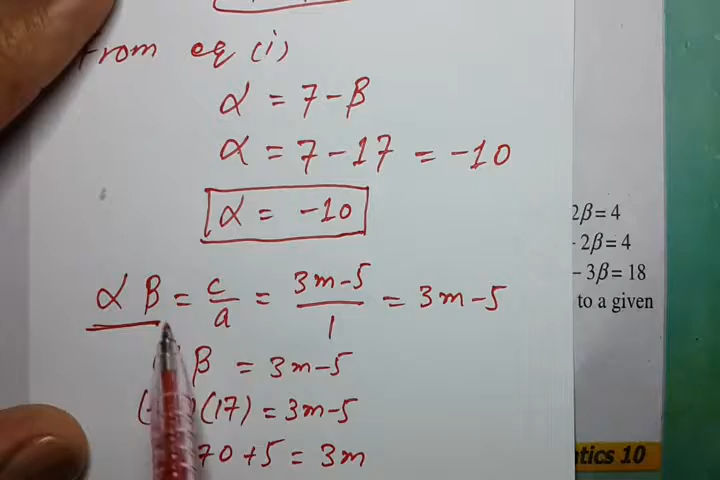 From eq (i)
α = 7 - β
α = 7 - 17 = -10
α = -10
α β = c/a = 3m-5/1 = 3m-5
β = 3m-5
(17) = 3m-5
70 + 5 = 3m
2β = 4
- 2β = 4
- 3β = 18
to a given
tics 10